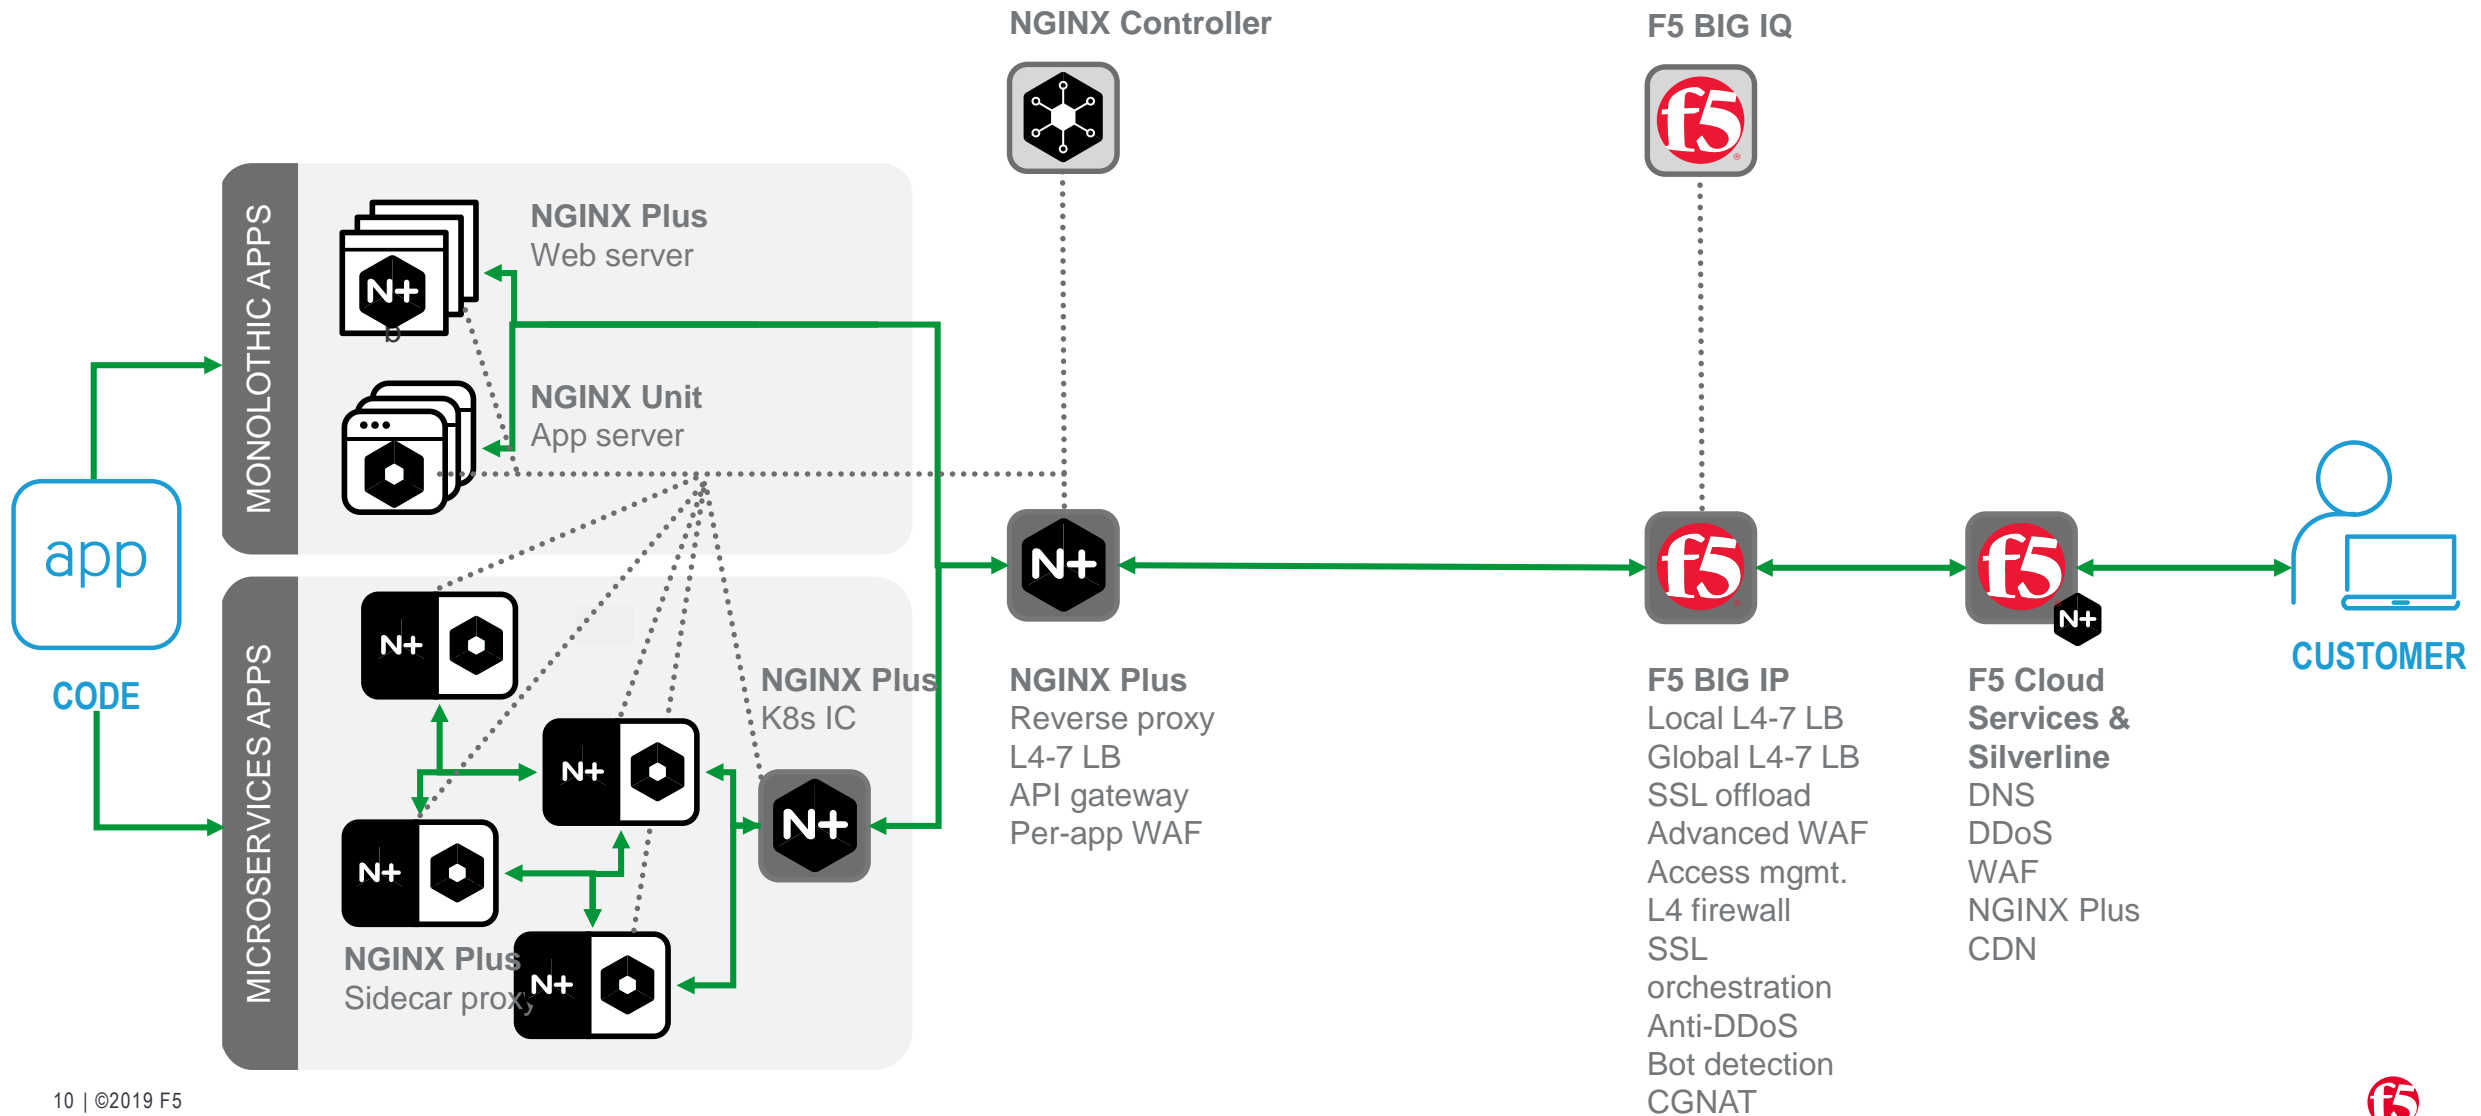 NGINX Controller
F5 BIG IQ
f5
MONOLOTHIC APPS
NGINX Plus
Web server
N+
p
NGINX Unit
App server
app
CODE
MICROSERVICES APPS
N+
N+
N+
N+
NGINX Plus
Sidecar proxy
NGINX Plus
K8s IC
N+
N+
NGINX Plus
Reverse proxy
L4-7 LB
API gateway
Per-app WAF
f5
F5 BIG IP
Local L4-7 LB
Global L4-7 LB
SSL offload
Advanced WAF
Access mgmt.
L4 firewall
SSL
orchestration
Anti-DDoS
Bot detection
CGNAT
f5
N+
F5 Cloud
Services &
Silverline
DNS
DDoS
WAF
NGINX Plus
CDN
CUSTOMER
10 | ©2019 F5
f5